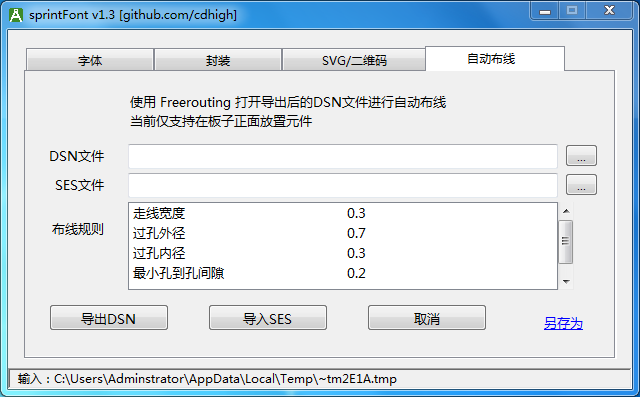 sprintFont v1.3 [github.com/cdhigh]
字体 封装 SVG/二维码 自动布线
使用 Freerouting 打开导出后的DSN文件进行自动布线
当前仅支持在板子正面放置元件
DSN文件 ...
SES文件 ...
布线规则
走线宽度 0.3
过孔外径 0.7
过孔内径 0.3
最小孔到孔间隙 0.2
导出DSN 导入SES 取消 另存为
输入：C:\Users\Adminstrator\AppData\Local\Temp\~tm2E1A.tmp